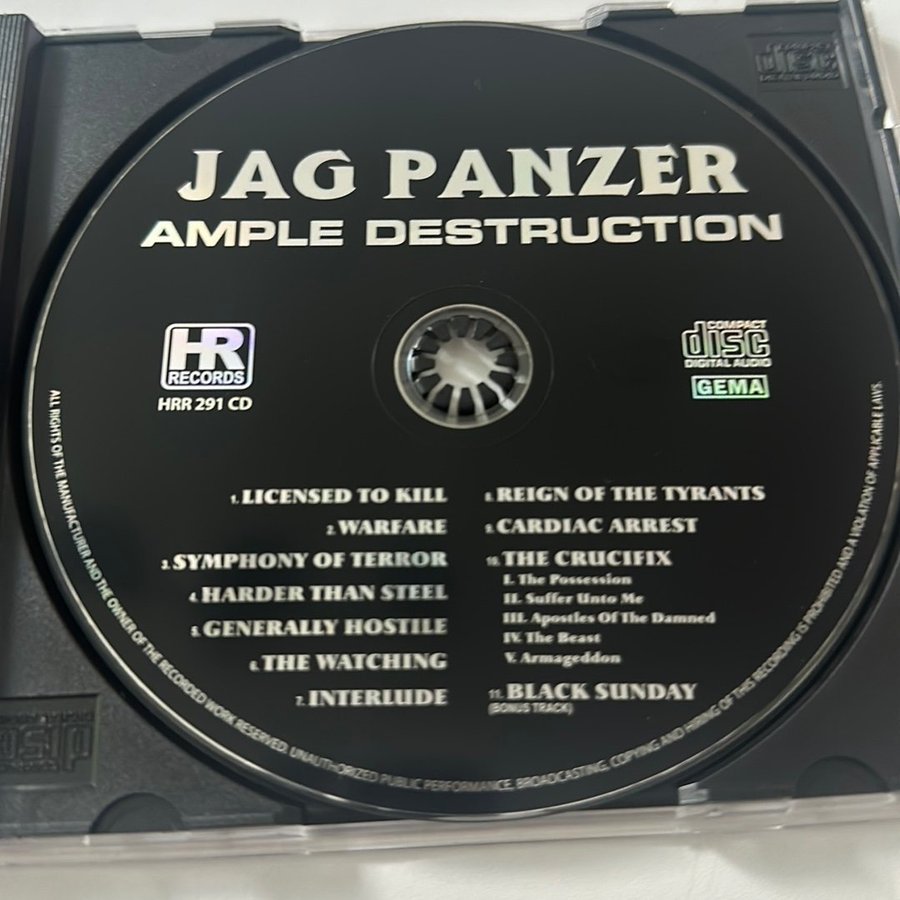 JAG PANZER
AMPLE DESTRUCTION
HR
RECORDS
HRR 291 CD
COMPACT
disc
DIGITAL AUDIO
GEMA
1. LICENSED TO KILL
2. WARFARE
3. SYMPHONY OF TERROR
4. HARDER THAN STEEL
5. GENERALLY HOSTILE
6. THE WATCHING
7. INTERLUDE
8. REIGN OF THE TYRANTS
9. CARDIAC ARREST
10. THE CRUCIFIX
I. The Possession
II. Suffer Unto Me
III. Apostles Of The Damned
IV. The Beast
V. Armageddon
11. BLACK SUNDAY
(BONUS TRACK)
ALL RIGHTS OF THE MANUFACTURER AND THE OWNER OF THE RECORDED WORK RESERVED. UNAUTHORIZED PUBLIC PERFORMANCE, BROADCASTING, COPYING AND HIRING OF THIS RECORDING IS PROHIBITED AND A VIOLATION OF APPLICABLE LAWS.
disc
disc